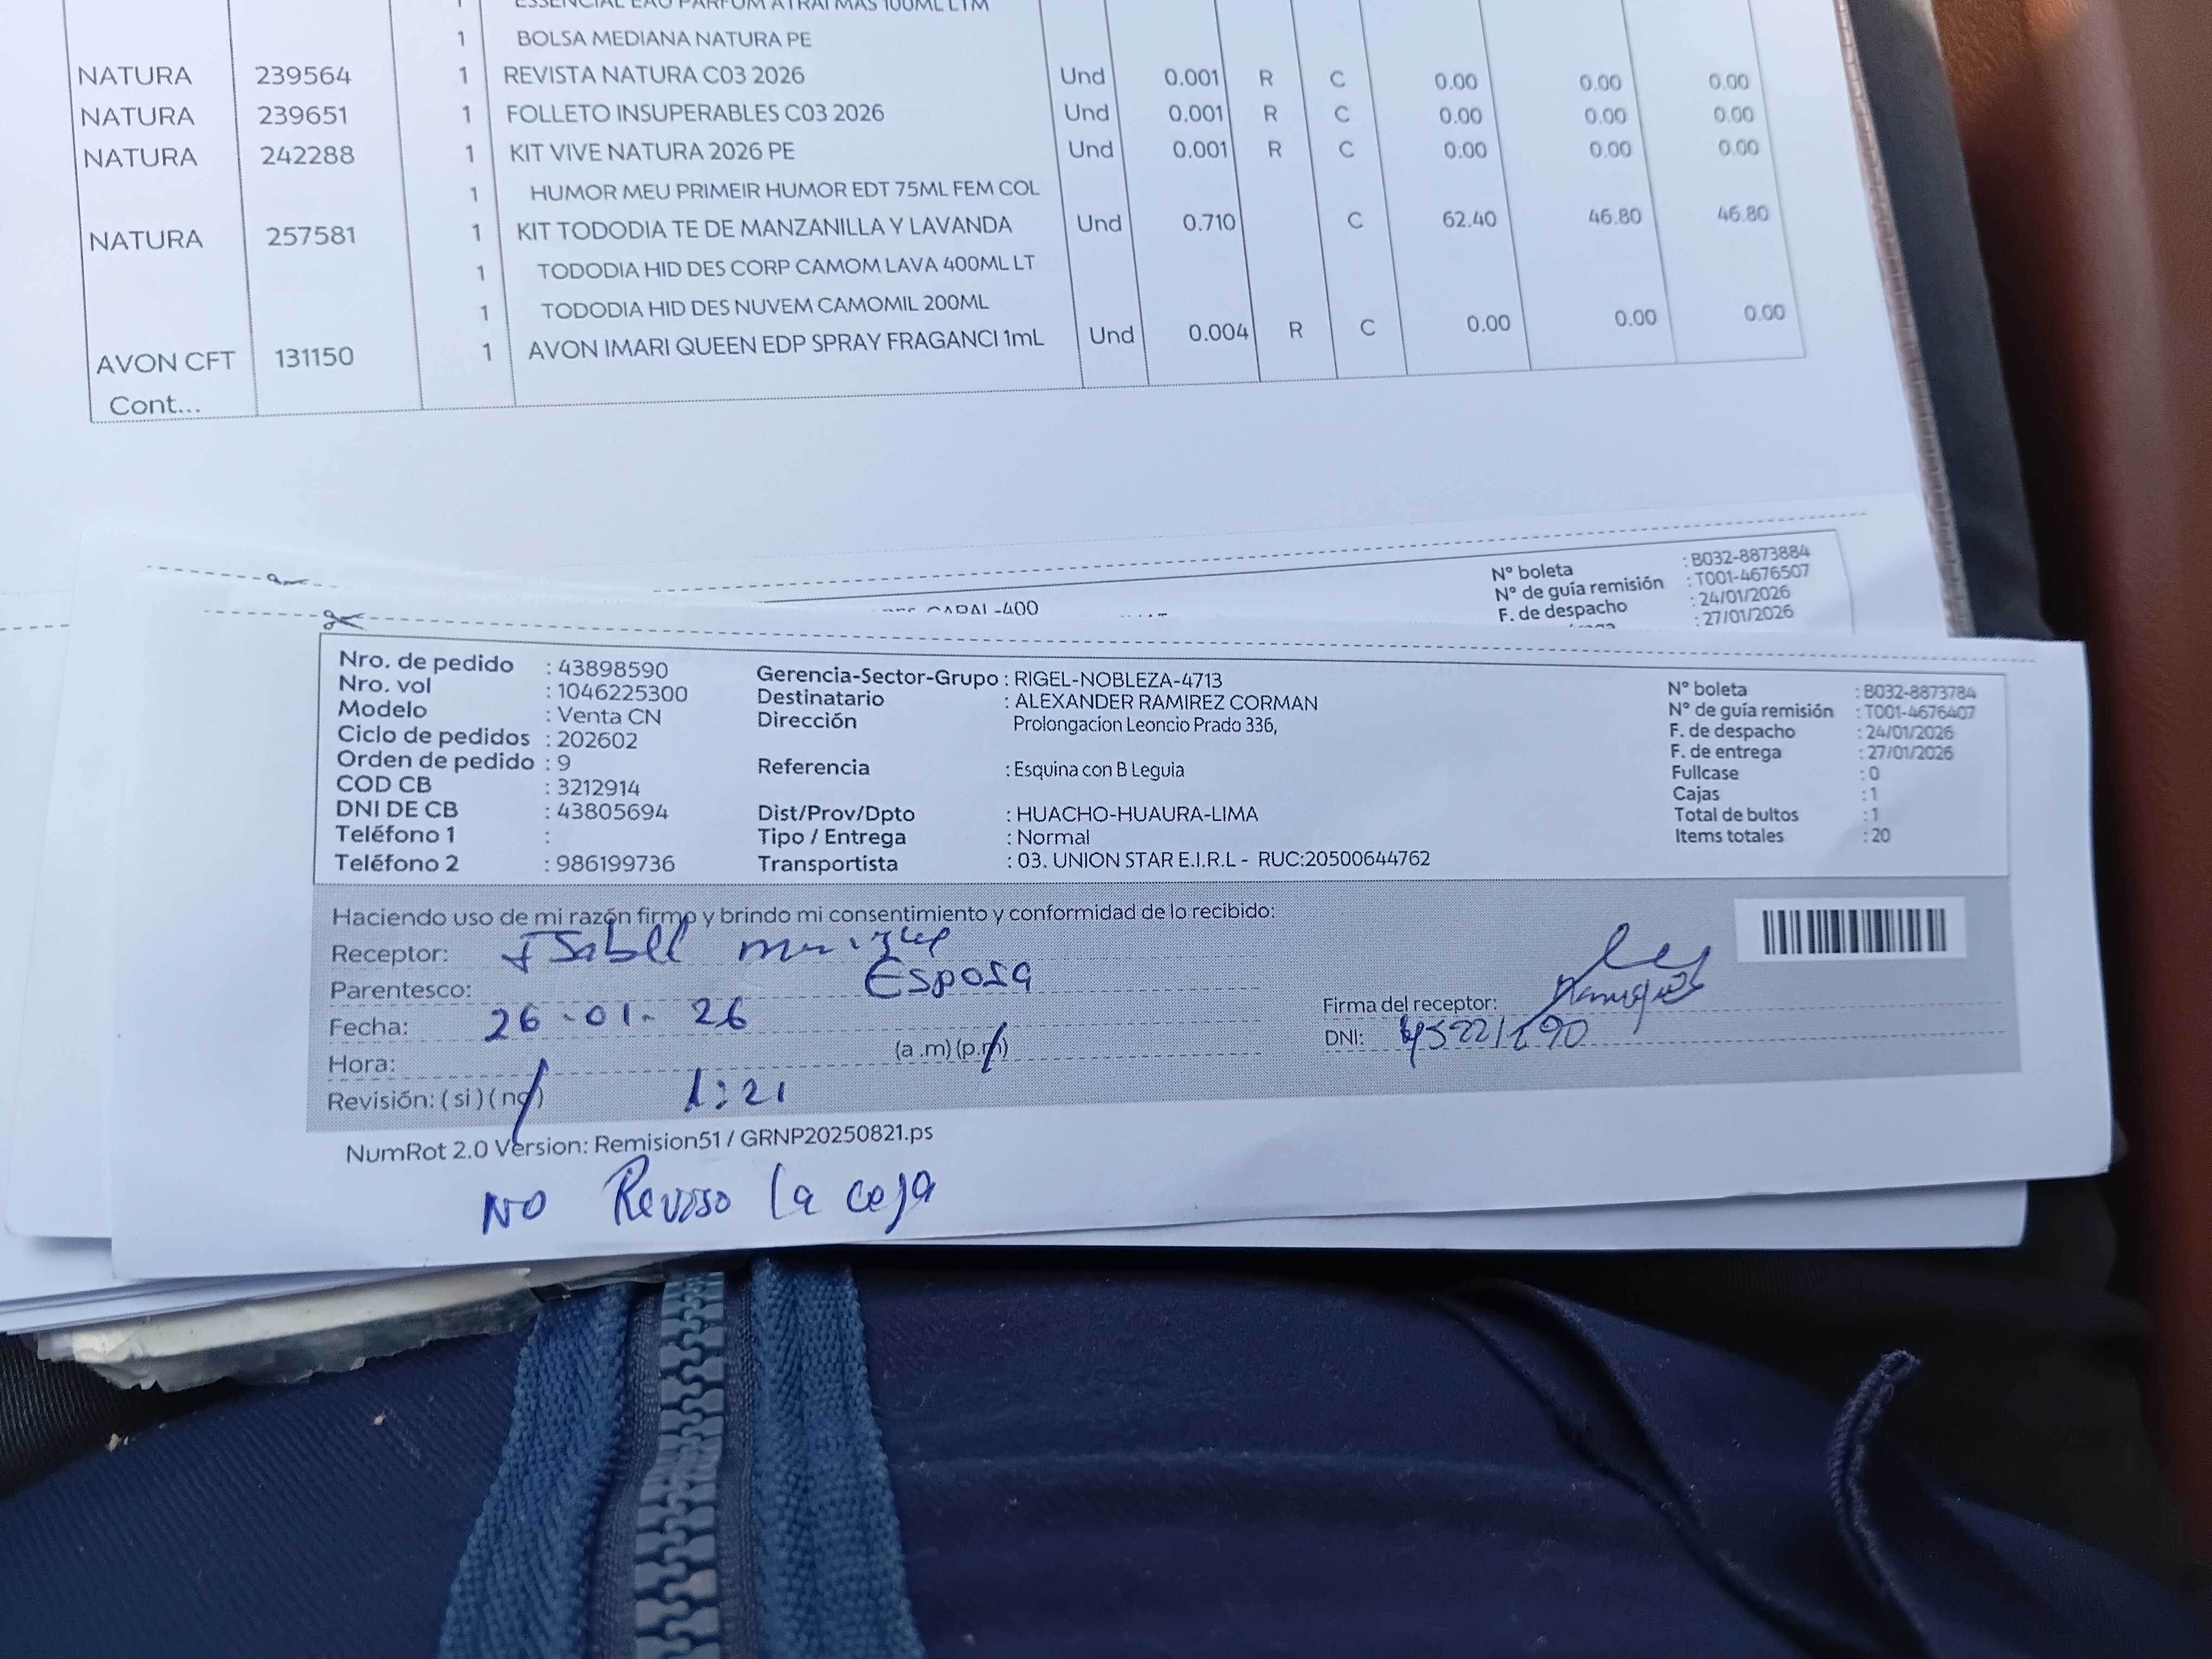 BOLSA MEDIANA NATURA PE
NATURA 239564 1 REVISTA NATURA C03 2026 Und 0.001 R C 0.00 0.00 0.00
NATURA 239651 1 FOLLETO INSUPERABLES C03 2026 Und 0.001 R C 0.00 0.00 0.00
NATURA 242288 1 KIT VIVE NATURA 2026 PE Und 0.001 R C 0:00 0.00 0.00
1 HUMOR MEU PRIMEIR HUMOR EDT 75ML FEM COL
NATURA 257581 1 KIT TODODIA TE DE MANZANILLA Y LAVANDA Und 0.710 C 62.40 46.80 46.80
1 TODODIA HID DES CORP CAMOM LAVA 400ML LT
1 TODODIA HID DES NUVEM CAMOMIL 200ML
AVON CFT 131150 1 AVON IMARI QUEEN EDP SPRAY FRAGANCI 1mL Und 0.004 R C 0.00 0.00 0.00
Cont...
-400
N° boleta : B032-8873884
N° de guía remisión : T001-4676507
F. de despacho : 24/01/2026
: 27/01/2026
Nro. de pedido : 43898590
Nro. vol : 1046225300
Modelo : Venta CN
Ciclo de pedidos : 202602
Orden de pedido : 9
COD CB : 3212914
DNI DE CB : 43805694
Teléfono 1 :
Teléfono 2 : 986199736
Gerencia-Sector-Grupo : RIGEL-NOBLEZA-4713
Destinatario : ALEXANDER RAMIREZ CORMAN
Dirección Prolongacion Leoncio Prado 336,
Referencia : Esquina con B Leguia
Dist/Prov/Dpto : HUACHO-HUAURA-LIMA
Tipo / Entrega : Normal
Transportista : 03. UNION STAR E.I.R.L - RUC:20500644762
N° boleta : B032-8873784
N° de guía remisión : T001-4676407
F. de despacho : 24/01/2026
F. de entrega : 27/01/2026
Fullcase : 0
Cajas : 1
Total de bultos : 1
Items totales : 20
Haciendo uso de mi razón firmo y brindo mi consentimiento y conformidad de lo recibido:
Receptor: Isabel
Parentesco: Esposa
Fecha: 26-01-26
Hora: 1:21 (a .m) (p.m)
Revisión: ( si ) ( no )
Firma del receptor:
DNI:
NumRot 2.0 Version: Remision51 / GRNP20250821.ps
NO Reviso la caja